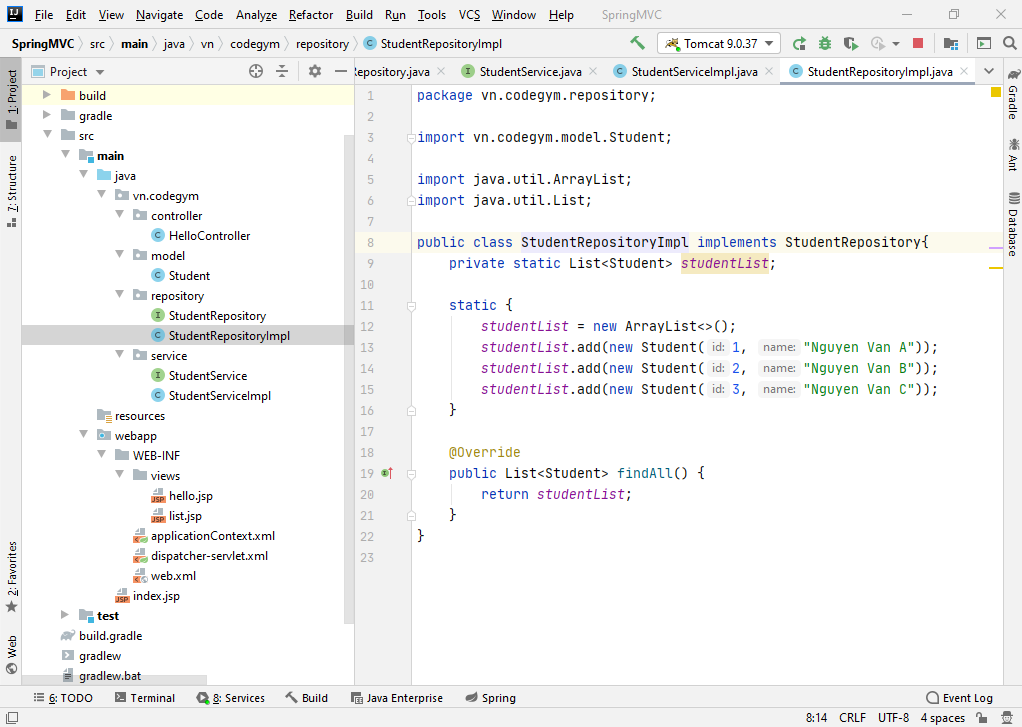 File Edit View Navigate Code Analyze Refactor Build Run Tools VCS Window Help SpringMVC
SpringMVC src main java vn codegym repository StudentRepositoryImpl Tomcat 9.0.37
1: Project
7: Structure
2: Favorites
Web
Project
build
gradle
src
main
java
vn.codegym
controller
HelloController
model
Student
repository
StudentRepository
StudentRepositoryImpl
service
StudentService
StudentServiceImpl
resources
webapp
WEB-INF
views
hello.jsp
list.jsp
applicationContext.xml
dispatcher-servlet.xml
web.xml
index.jsp
test
build.gradle
gradlew
gradlew.bat
Repository.java StudentService.java StudentServiceImpl.java StudentRepositoryImpl.java
1 package vn.codegym.repository;
2
3 import vn.codegym.model.Student;
4
5 import java.util.ArrayList;
6 import java.util.List;
7
8 public class StudentRepositoryImpl implements StudentRepository{
9 private static List<Student> studentList;
10
11 static {
12 studentList = new ArrayList<>();
13 studentList.add(new Student( id: 1, name: "Nguyen Van A"));
14 studentList.add(new Student( id: 2, name: "Nguyen Van B"));
15 studentList.add(new Student( id: 3, name: "Nguyen Van C"));
16 }
17
18 @Override
19 public List<Student> findAll() {
20 return studentList;
21 }
22 }
23
Gradle
Ant
Database
6: TODO Terminal 8: Services Build Java Enterprise Spring Event Log
8:14 CRLF UTF-8 4 spaces